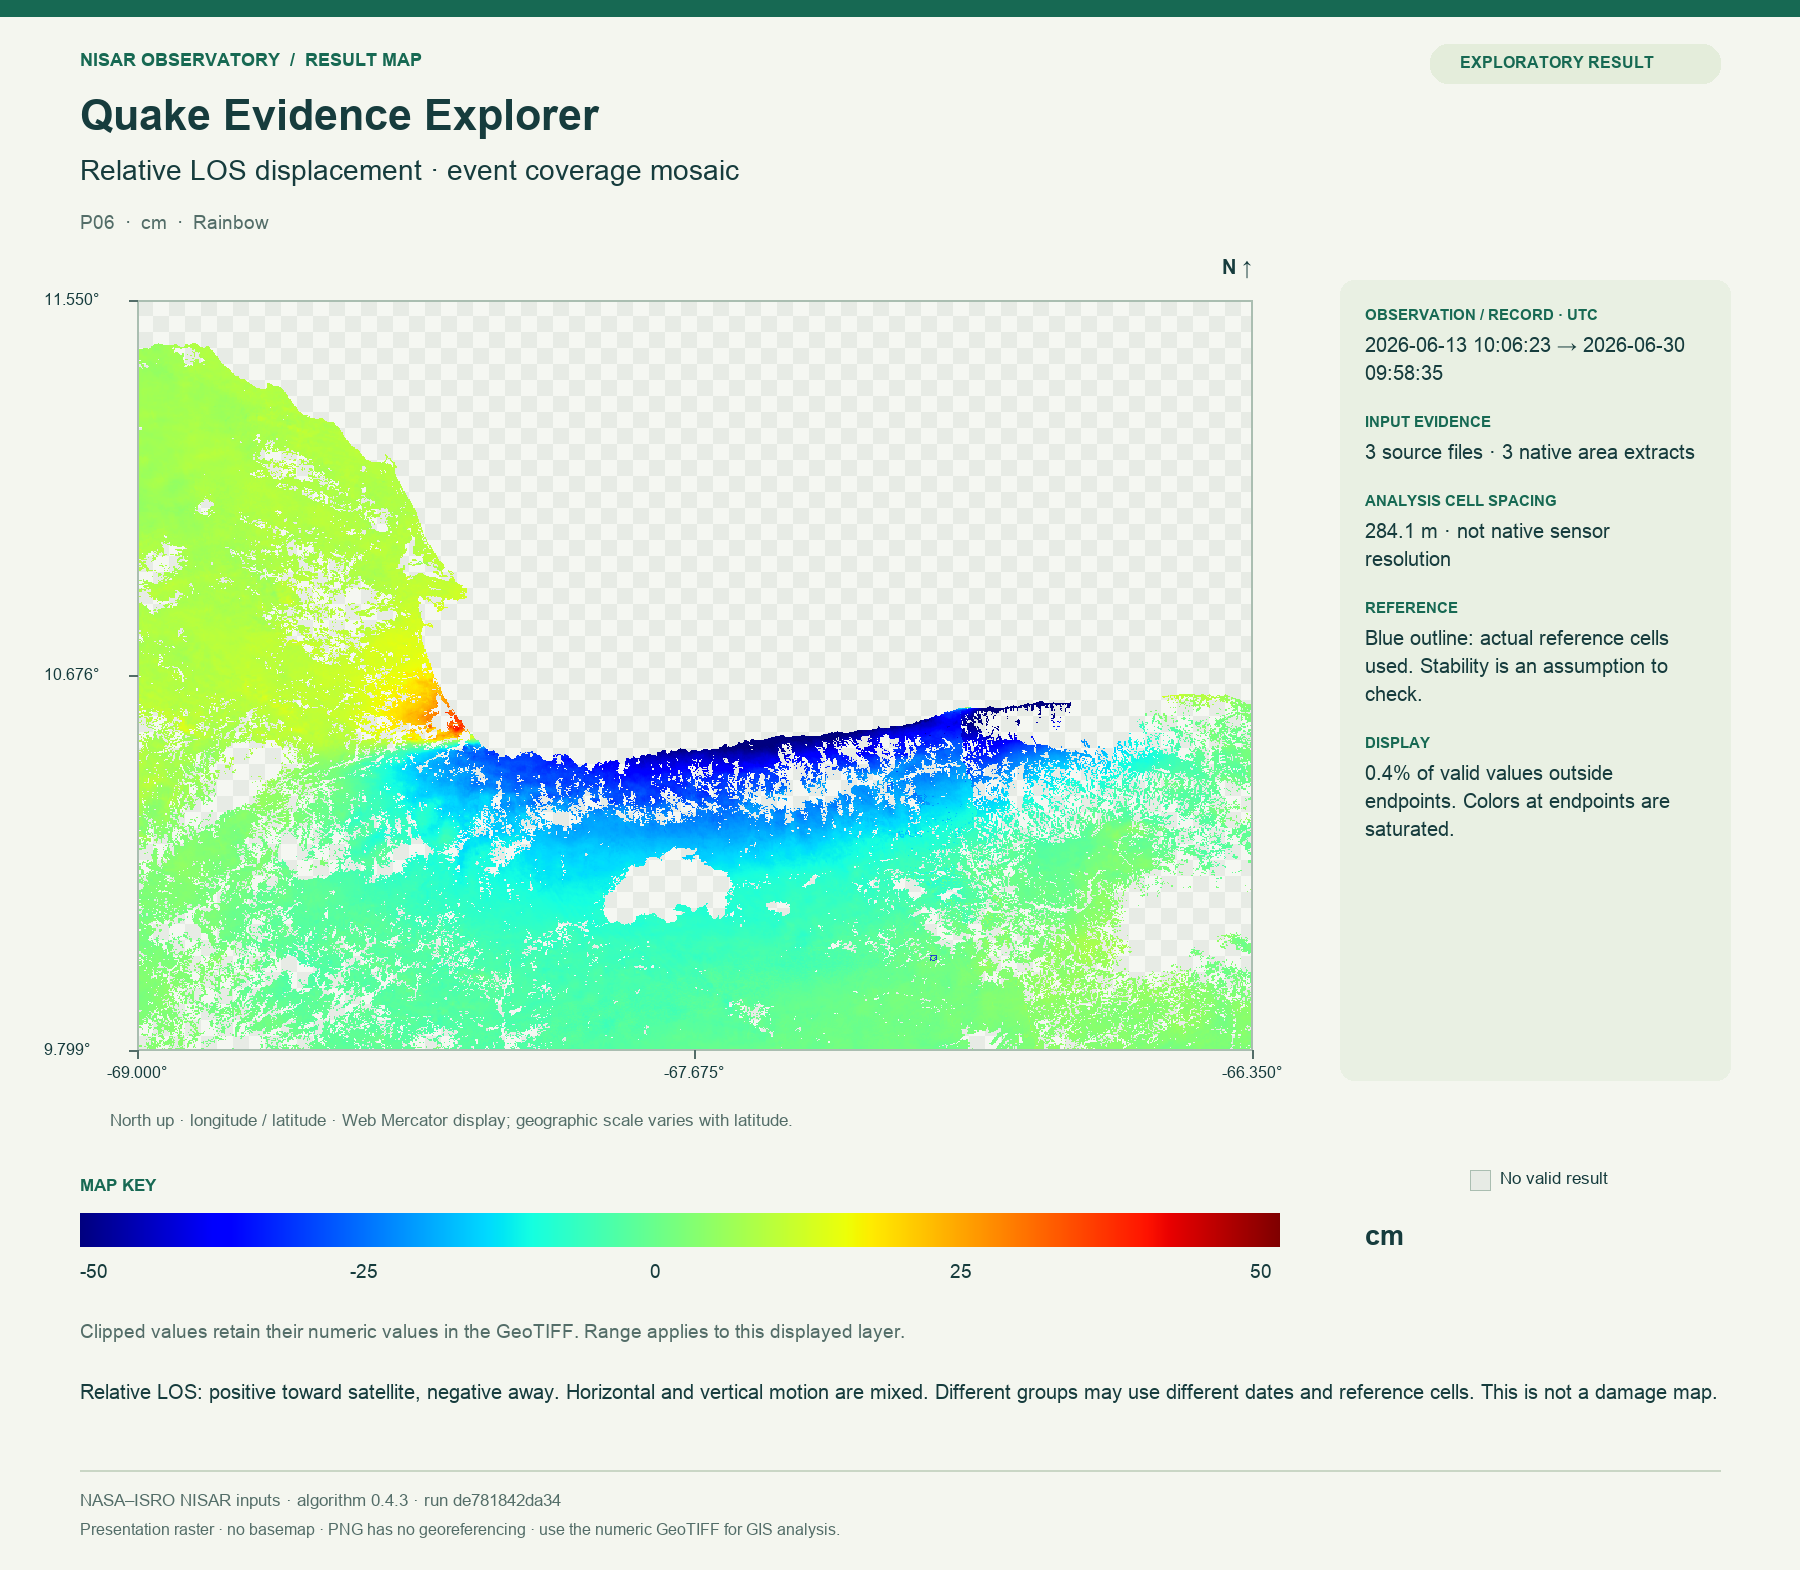 NISAR OBSERVATORY / RESULT MAP
EXPLORATORY RESULT
Quake Evidence Explorer
Relative LOS displacement · event coverage mosaic
P06 · cm · Rainbow
N ↑
11.550°
10.676°
9.799°
-69.000°
-67.675°
-66.350°
North up · longitude / latitude · Web Mercator display; geographic scale varies with latitude.
OBSERVATION / RECORD · UTC
2026-06-13 10:06:23 → 2026-06-30
09:58:35
INPUT EVIDENCE
3 source files · 3 native area extracts
ANALYSIS CELL SPACING
284.1 m · not native sensor
resolution
REFERENCE
Blue outline: actual reference cells
used. Stability is an assumption to
check.
DISPLAY
0.4% of valid values outside
endpoints. Colors at endpoints are
saturated.
MAP KEY
No valid result
cm
-50
-25
0
25
50
Clipped values retain their numeric values in the GeoTIFF. Range applies to this displayed layer.
Relative LOS: positive toward satellite, negative away. Horizontal and vertical motion are mixed. Different groups may use different dates and reference cells. This is not a damage map.
NASA–ISRO NISAR inputs · algorithm 0.4.3 · run de781842da34
Presentation raster · no basemap · PNG has no georeferencing · use the numeric GeoTIFF for GIS analysis.